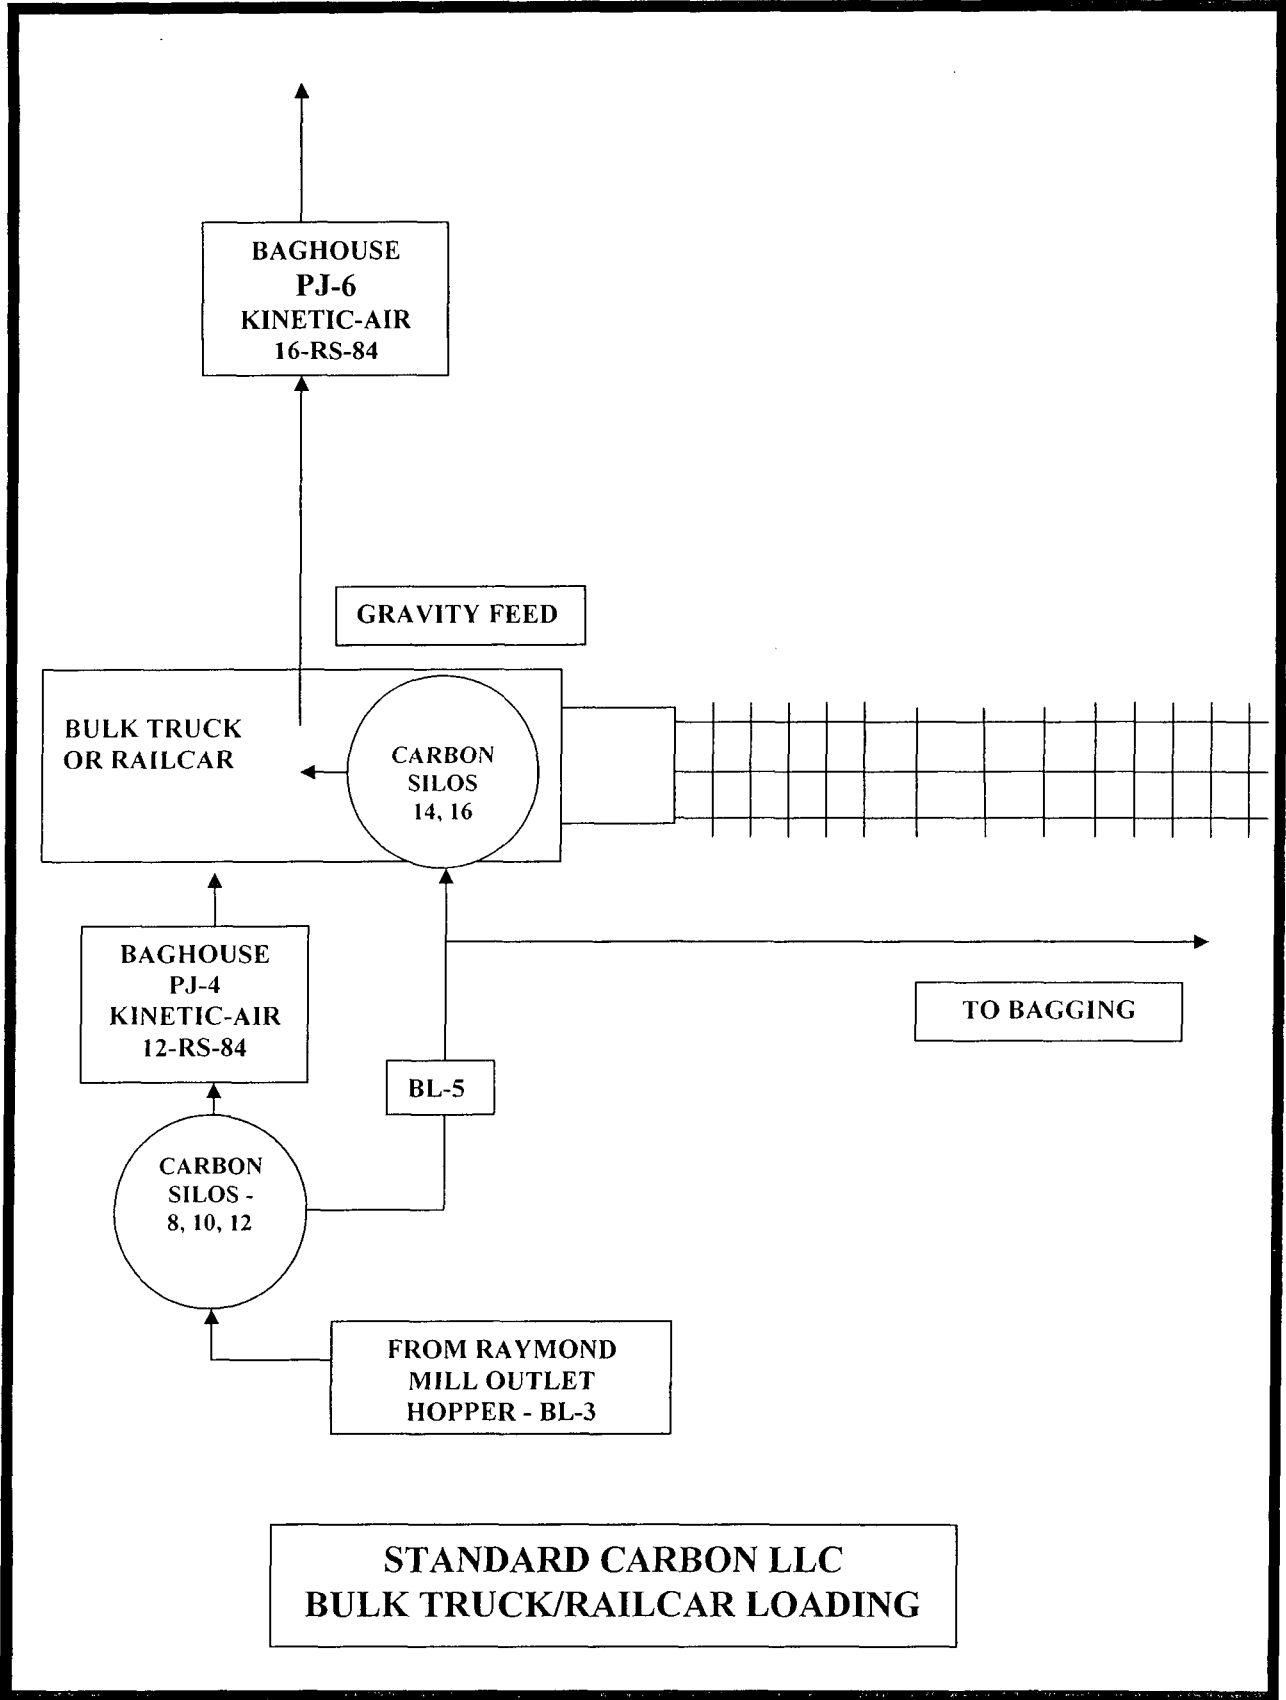 BAGHOUSE
PJ-6
KINETIC-AIR
16-RS-84
GRAVITY FEED
BULK TRUCK
OR RAILCAR
CARBON
SILOS
14, 16
BAGHOUSE
PJ-4
KINETIC-AIR
12-RS-84
TO BAGGING
BL-5
CARBON
SILOS -
8, 10, 12
FROM RAYMOND
MILL OUTLET
HOPPER - BL-3
STANDARD CARBON LLC
BULK TRUCK/RAILCAR LOADING